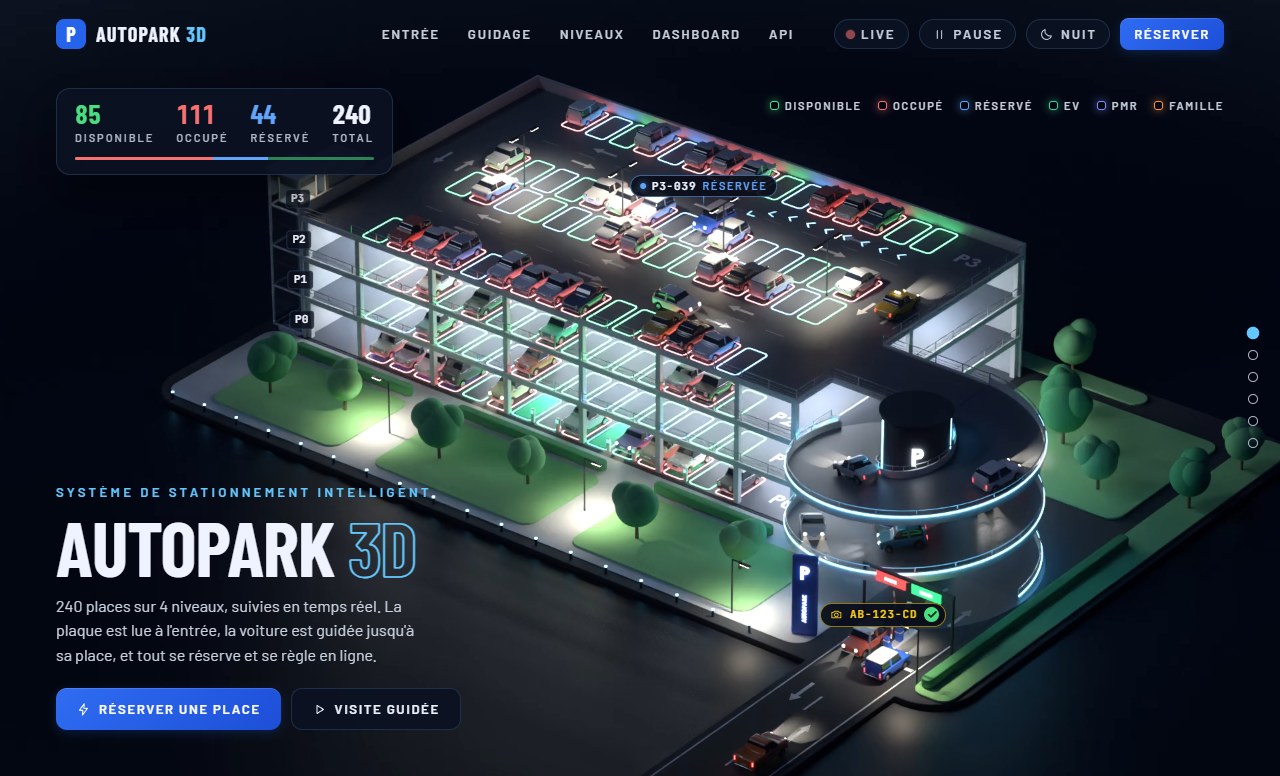 P AUTOPARK 3D
ENTRÉE GUIDAGE NIVEAUX DASHBOARD API
LIVE PAUSE NUIT RÉSERVER
85 111 44 240
DISPONIBLE OCCUPÉ RÉSERVÉ TOTAL
DISPONIBLE OCCUPÉ RÉSERVÉ EV PMR FAMILLE
P3-039 RÉSERVÉE
P3
P3
P2
P1
P0
P
SYSTÈME DE STATIONNEMENT INTELLIGENT
AUTOPARK 3D
P
AUTOPARK
AB-123-CD
240 places sur 4 niveaux, suivies en temps réel. La
plaque est lue à l'entrée, la voiture est guidée jusqu'à
sa place, et tout se réserve et se règle en ligne.
RÉSERVER UNE PLACE VISITE GUIDÉE